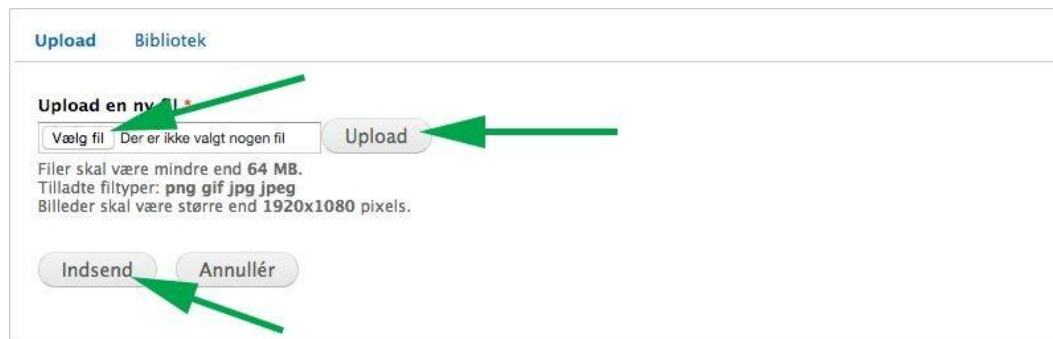 Upload Bibliotek
Upload en ny fil *
Vælg fil Der er ikke valgt nogen fil Upload
Filer skal være mindre end 64 MB.
Tilladte filtyper: png gif jpg jpeg
Billeder skal være større end 1920x1080 pixels.
Indsend Annullér